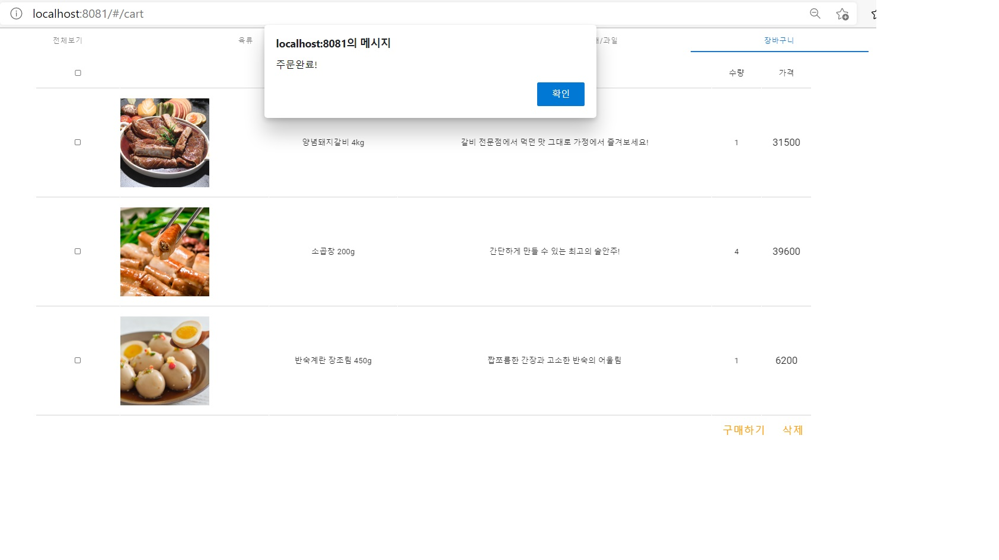 localhost:8081/#/cart
전체보기 육류 /과일 장바구니
localhost:8081의 메시지
주문완료!
확인
수량 가격
양념돼지갈비 4kg 갈비 전문점에서 먹던 맛 그대로 가정에서 즐겨보세요! 1 31500
소곱창 200g 간단하게 만들 수 있는 최고의 술안주! 4 39600
반숙계란 장조림 450g 짭쪼름한 간장과 고소한 반숙의 어울림 1 6200
구매하기 삭제